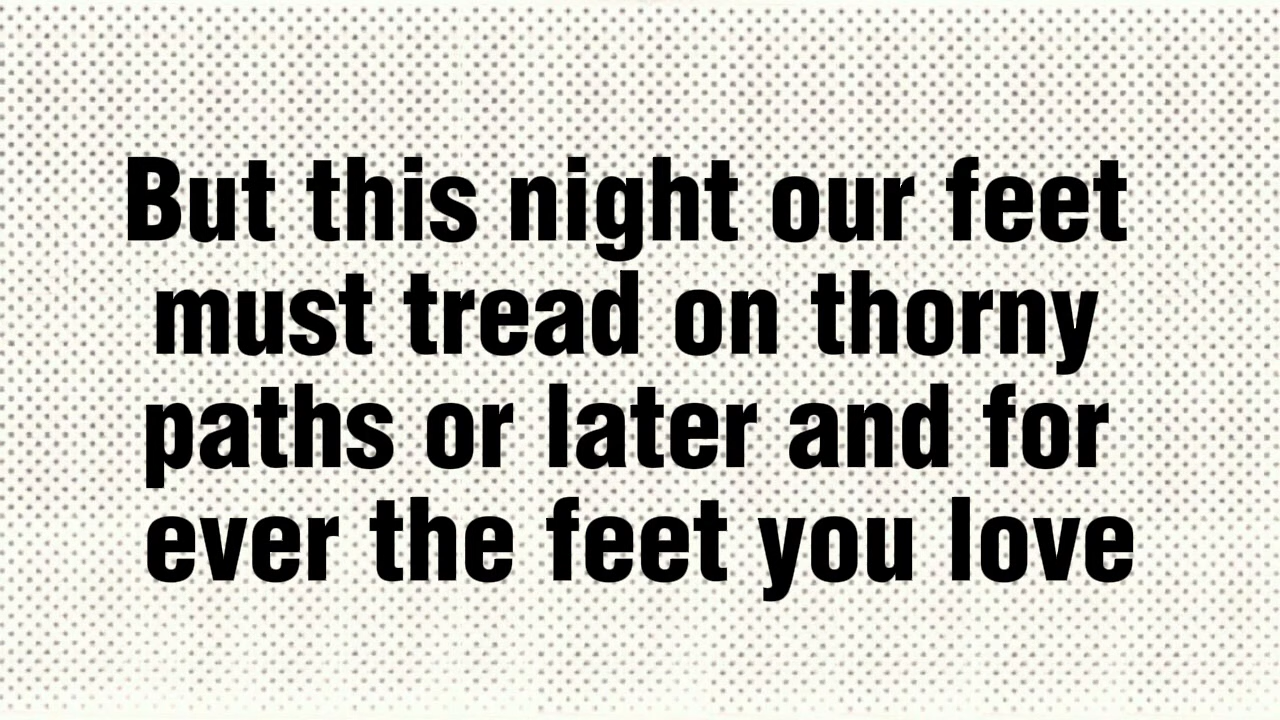 But this night our feet
must tread on thorny
paths or later and for
ever the feet you love